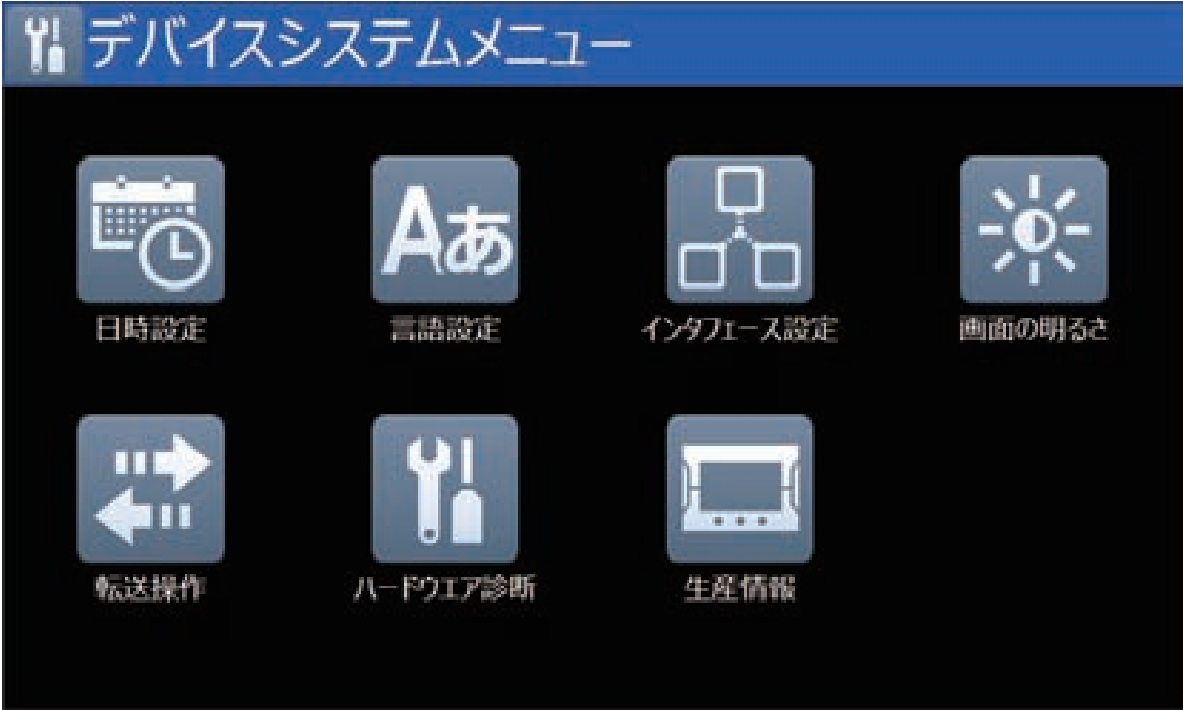 デバイスシステムメニュー
Aあ
日時設定
言語設定
インタフェース設定
画面の明るさ
転送操作
ハードウエア診断
生産情報